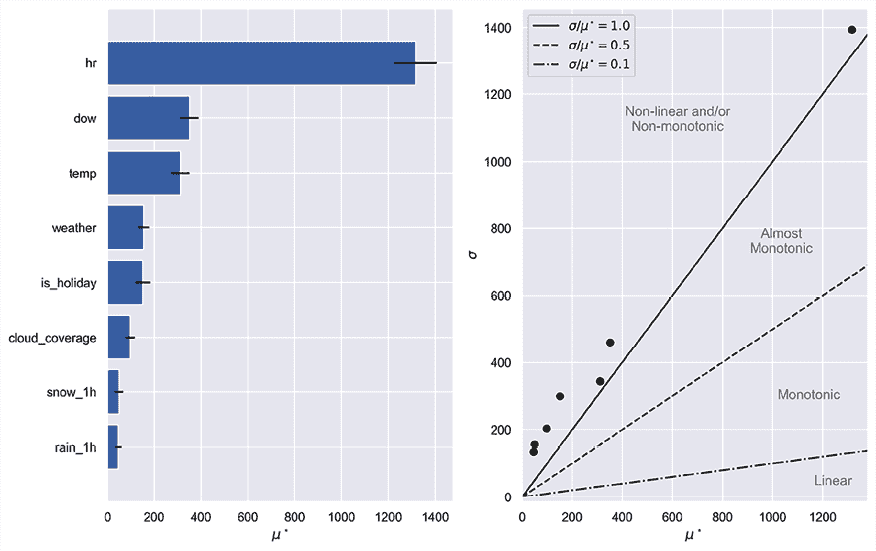 hr
dow
temp
weather
is_holiday
cloud_coverage
snow_1h
rain_1h
0
200
400
600
800
1000
1200
1400
μ*
σ/μ* = 1.0
σ/μ* = 0.5
σ/μ* = 0.1
Non-linear and/or
Non-monotonic
Almost
Monotonic
Monotonic
Linear
1400
1200
1000
800
600
400
200
0
σ
0
200
400
600
800
1000
1200
μ*